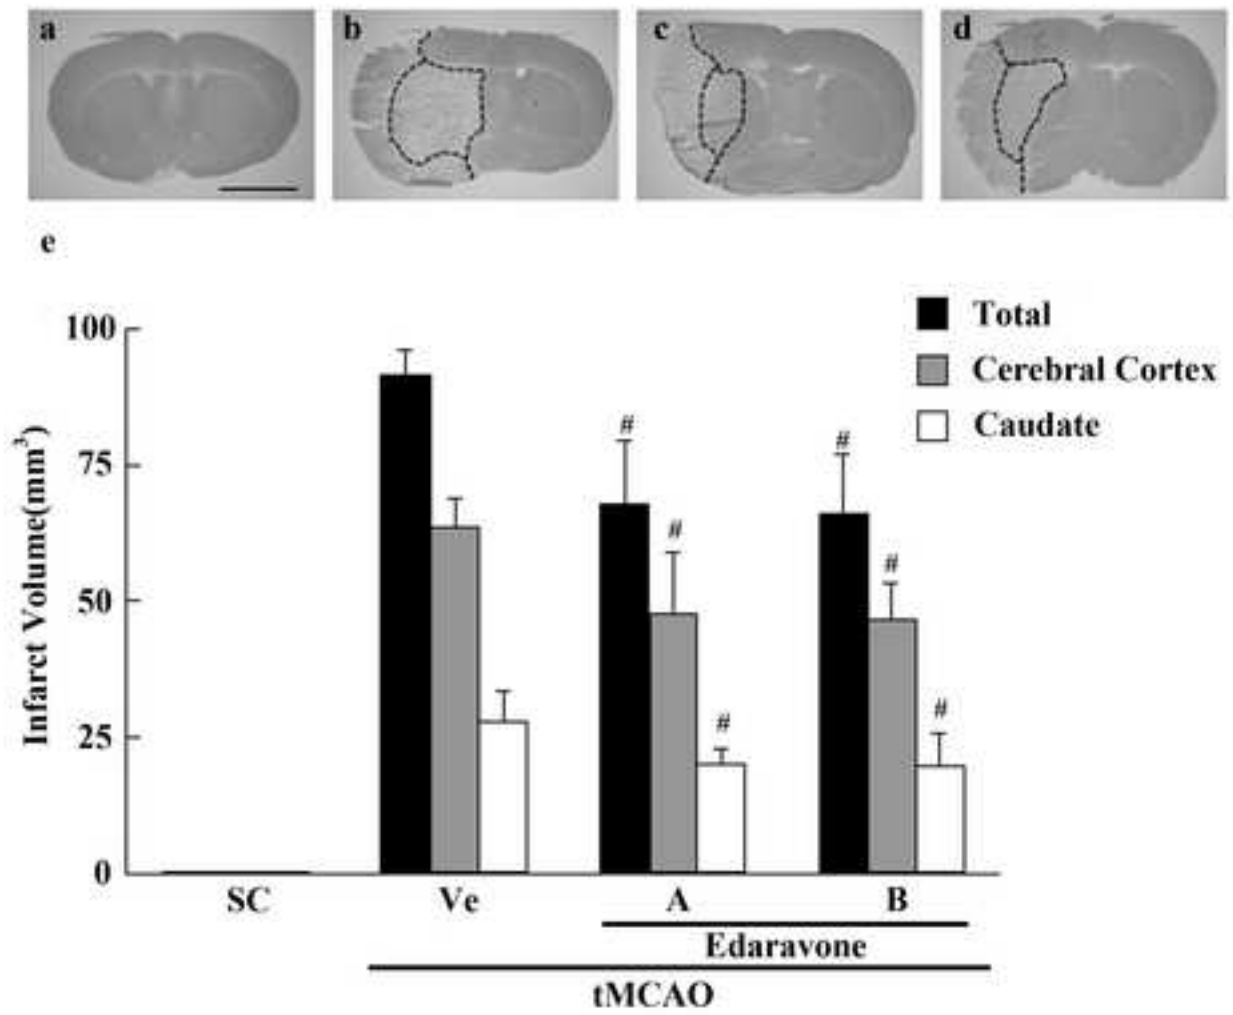 a b c d
e
Total
Cerebral Cortex
Caudate
Infarct Volume(mm³)
100
75
50
25
0
# # #
# # #
SC Ve A B
Edaravone
tMCAO